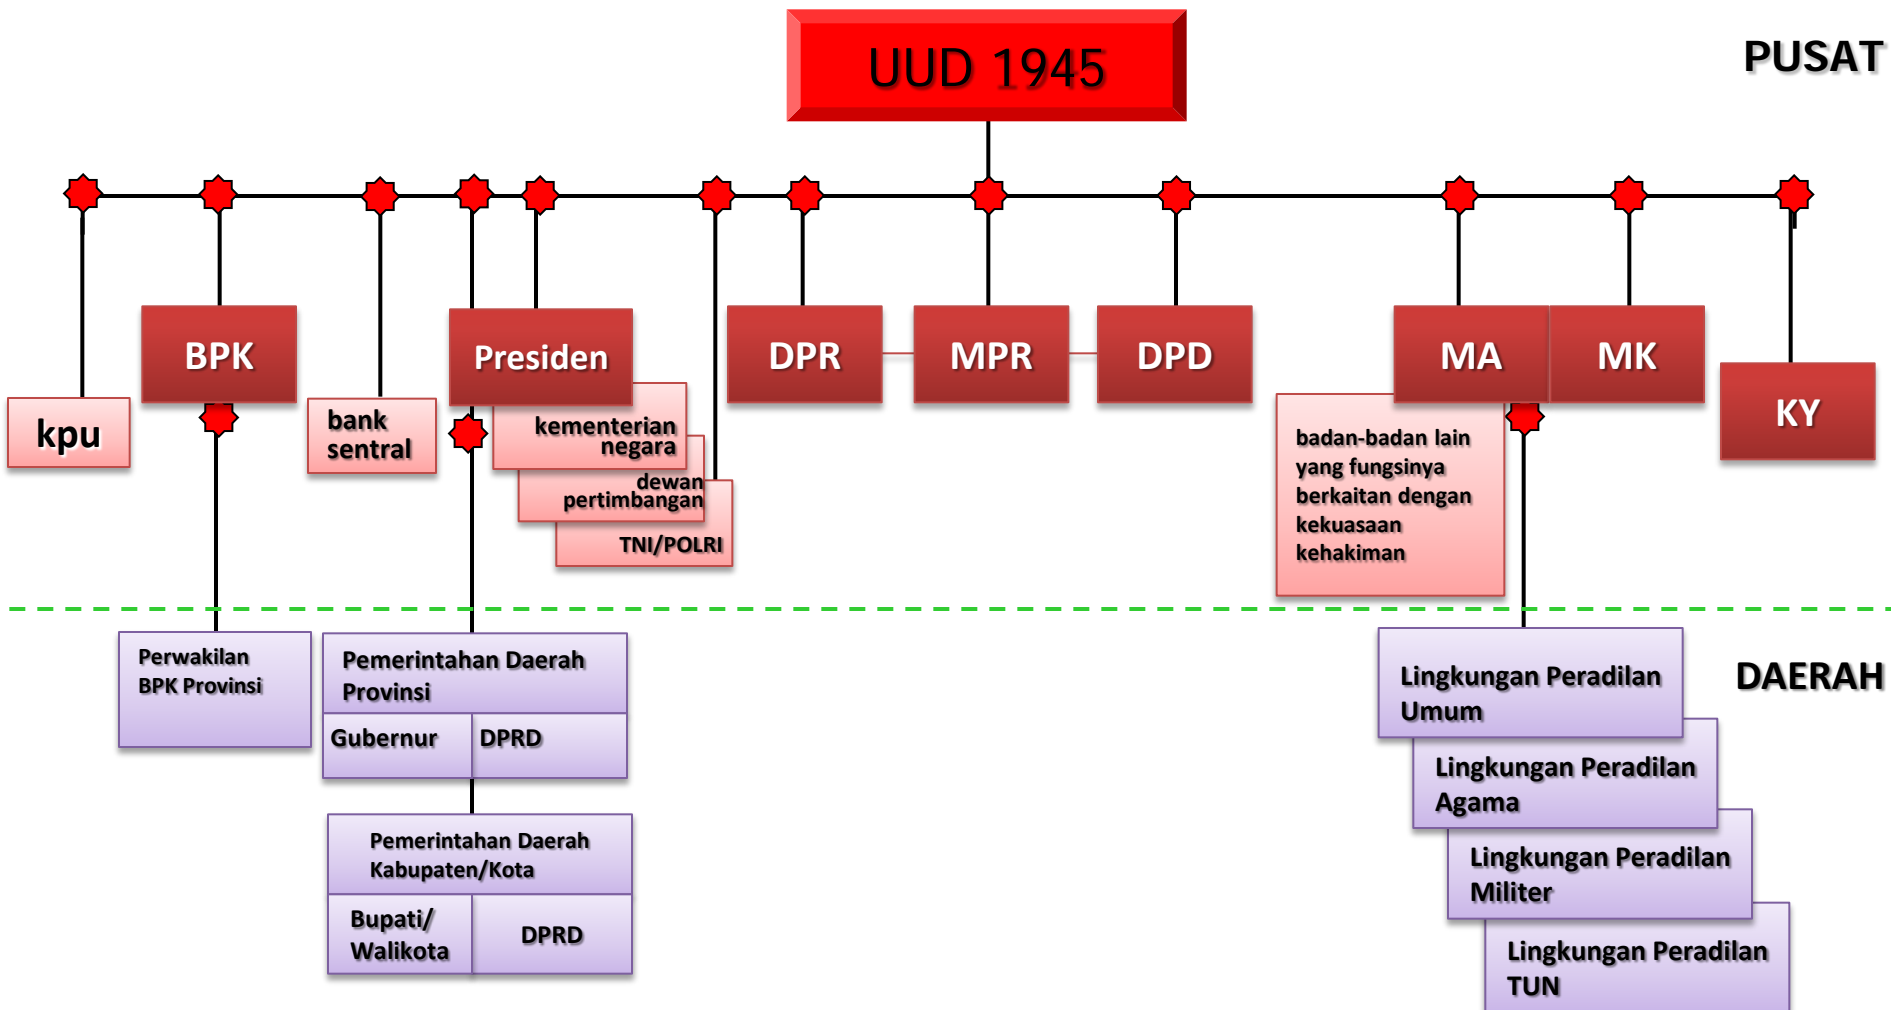 UUD 1945
PUSAT
BPK
Presiden
DPR
MPR
DPD
MA
MK
KY
kpu
bank
sentral
kementerian
negara
dewan
pertimbangan
TNI/POLRI
badan-badan lain
yang fungsinya
berkaitan dengan
kekuasaan
kehakiman
DAERAH
Perwakilan
BPK Provinsi
Pemerintahan Daerah
Provinsi
Gubernur
DPRD
Pemerintahan Daerah
Kabupaten/Kota
Bupati/
Walikota
DPRD
Lingkungan Peradilan
Umum
Lingkungan Peradilan
Agama
Lingkungan Peradilan
Militer
Lingkungan Peradilan
TUN